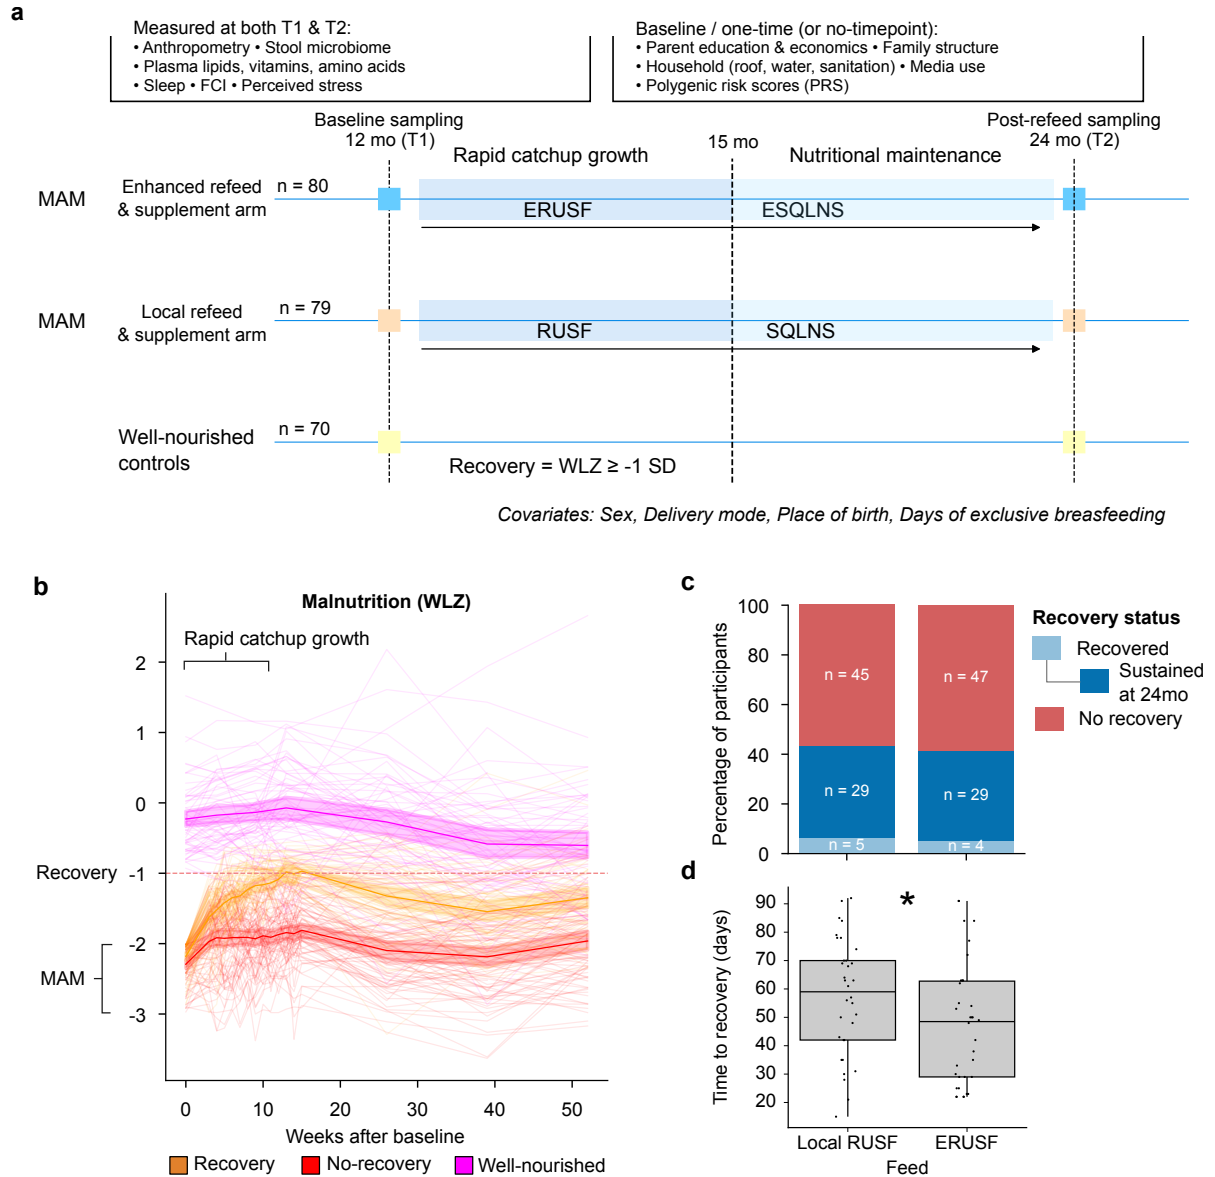 a
Measured at both T1 & T2:
• Anthropometry • Stool microbiome
• Plasma lipids, vitamins, amino acids
• Sleep • FCI • Perceived stress
Baseline / one-time (or no-timepoint):
• Parent education & economics • Family structure
• Household (roof, water, sanitation) • Media use
• Polygenic risk scores (PRS)
Baseline sampling
12 mo (T1)
15 mo
Post-refeed sampling
24 mo (T2)
Rapid catchup growth
Nutritional maintenance
MAM
Enhanced refeed
& supplement arm
n = 80
ERUSF
ESQLNS
MAM
Local refeed
& supplement arm
n = 79
RUSF
SQLNS
Well-nourished
controls
n = 70
Recovery = WLZ ≥ -1 SD
Covariates: Sex, Delivery mode, Place of birth, Days of exclusive breasfeeding
b
Malnutrition (WLZ)
Rapid catchup growth
2
1
0
Recovery
-1
-2
MAM
-3
0
10
20
30
40
50
Weeks after baseline
Recovery
No-recovery
Well-nourished
c
Percentage of participants
100
80
60
40
20
0
n = 45
n = 47
n = 29
n = 29
n = 5
n = 4
Recovery status
Recovered
Sustained
at 24mo
No recovery
d
Time to recovery (days)
90
80
70
60
50
40
30
20
*
Local RUSF
ERUSF
Feed